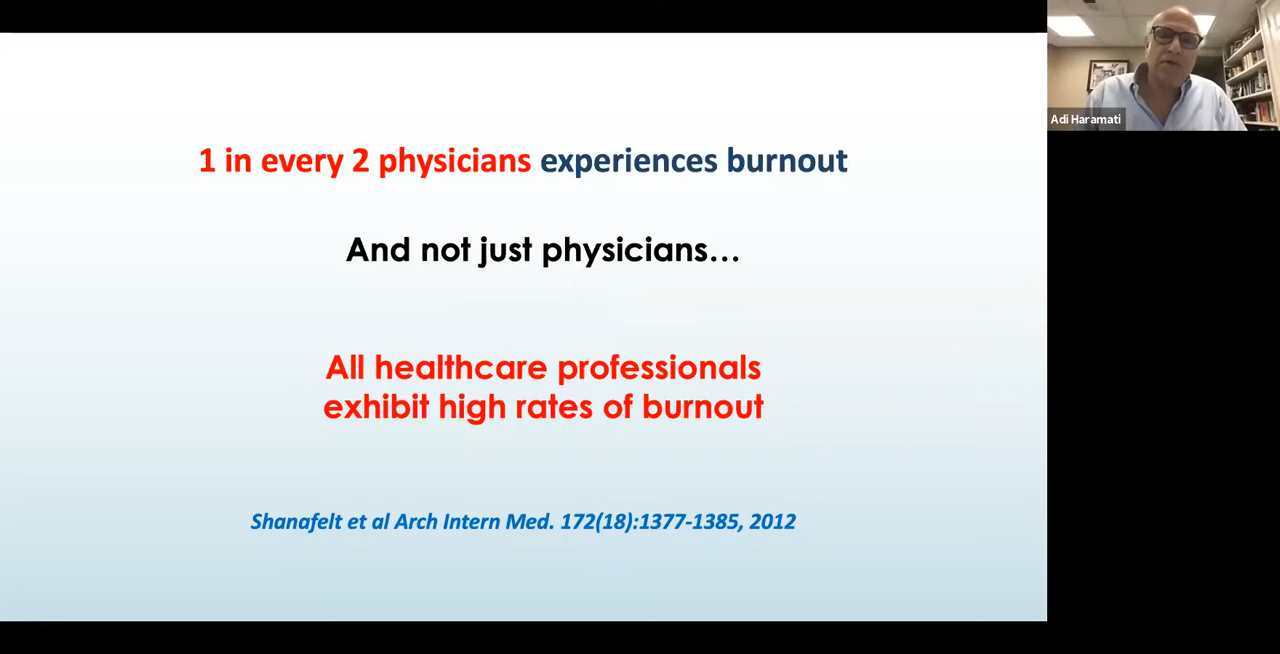 1 in every 2 physicians experiences burnout
And not just physicians...
All healthcare professionals
exhibit high rates of burnout
Shanafelt et al Arch Intern Med. 172(18):1377-1385, 2012
Adi Haramati